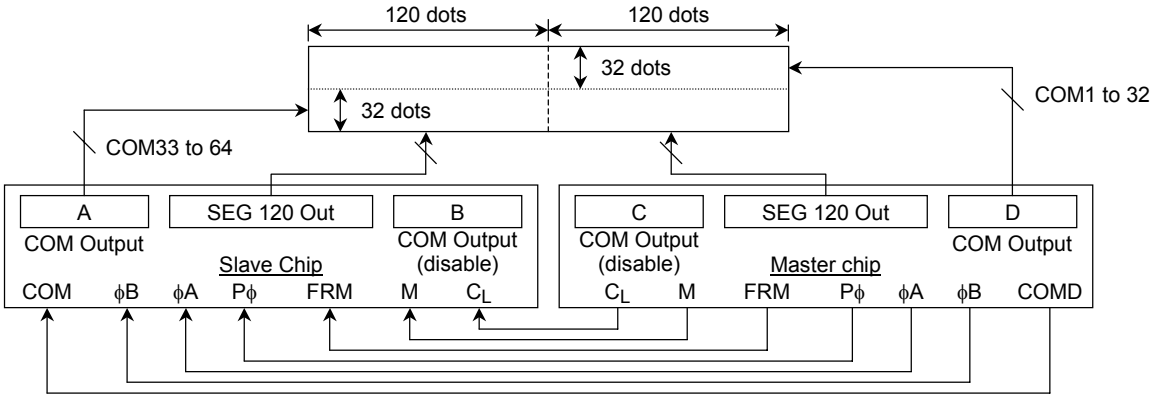 120 dots 120 dots
32 dots
32 dots
COM1 to 32
COM33 to 64
A SEG 120 Out B C SEG 120 Out D
COM Output COM Output (disable) COM Output (disable) COM Output
Slave Chip Master chip
COM ϕB ϕA Pϕ FRM M CL CL M FRM Pϕ ϕA ϕB COMD